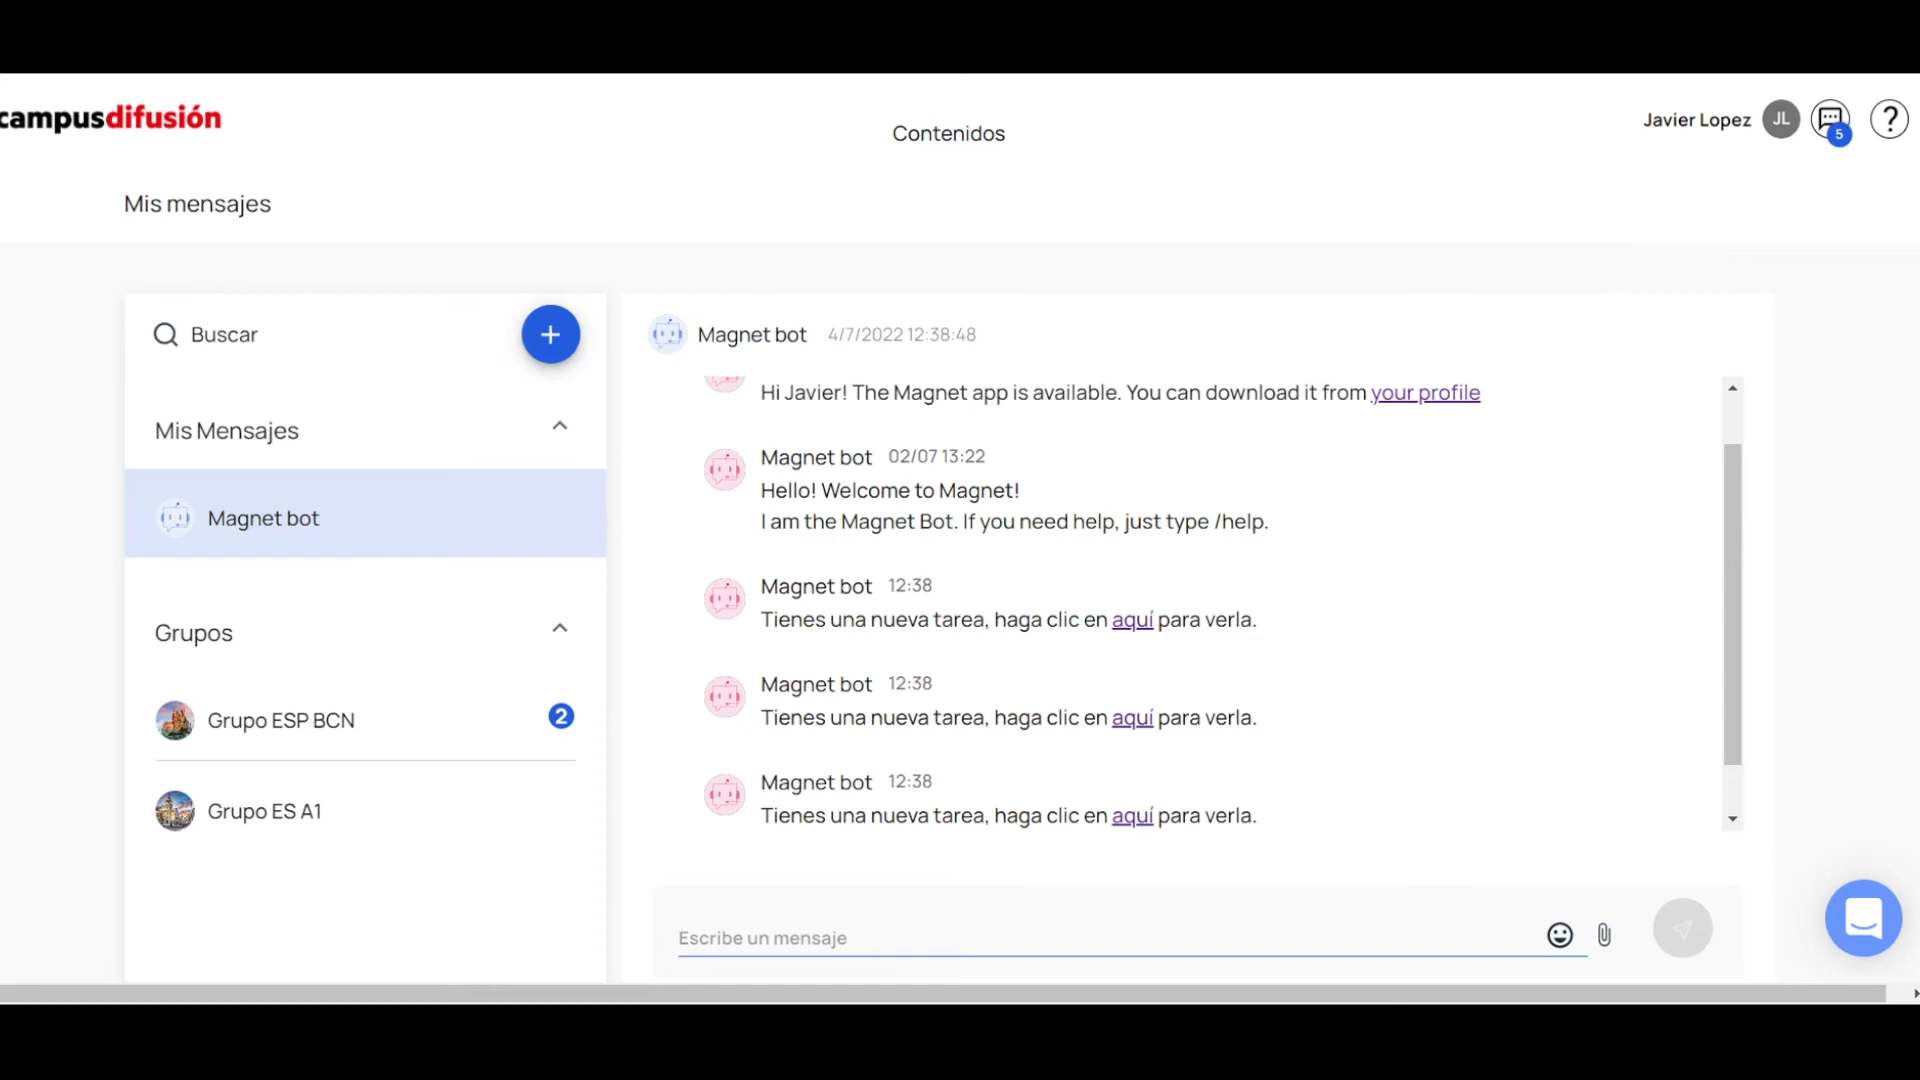 campusdifusión
Contenidos
Javier Lopez JL 5 ?
Mis mensajes
Buscar +
Mis Mensajes
Magnet bot
Grupos
Grupo ESP BCN 2
Grupo ES A1
Magnet bot 4/7/2022 12:38:48
Hi Javier! The Magnet app is available. You can download it from your profile
Magnet bot 02/07 13:22
Hello! Welcome to Magnet!
I am the Magnet Bot. If you need help, just type /help.
Magnet bot 12:38
Tienes una nueva tarea, haga clic en aquí para verla.
Magnet bot 12:38
Tienes una nueva tarea, haga clic en aquí para verla.
Magnet bot 12:38
Tienes una nueva tarea, haga clic en aquí para verla.
Escribe un mensaje